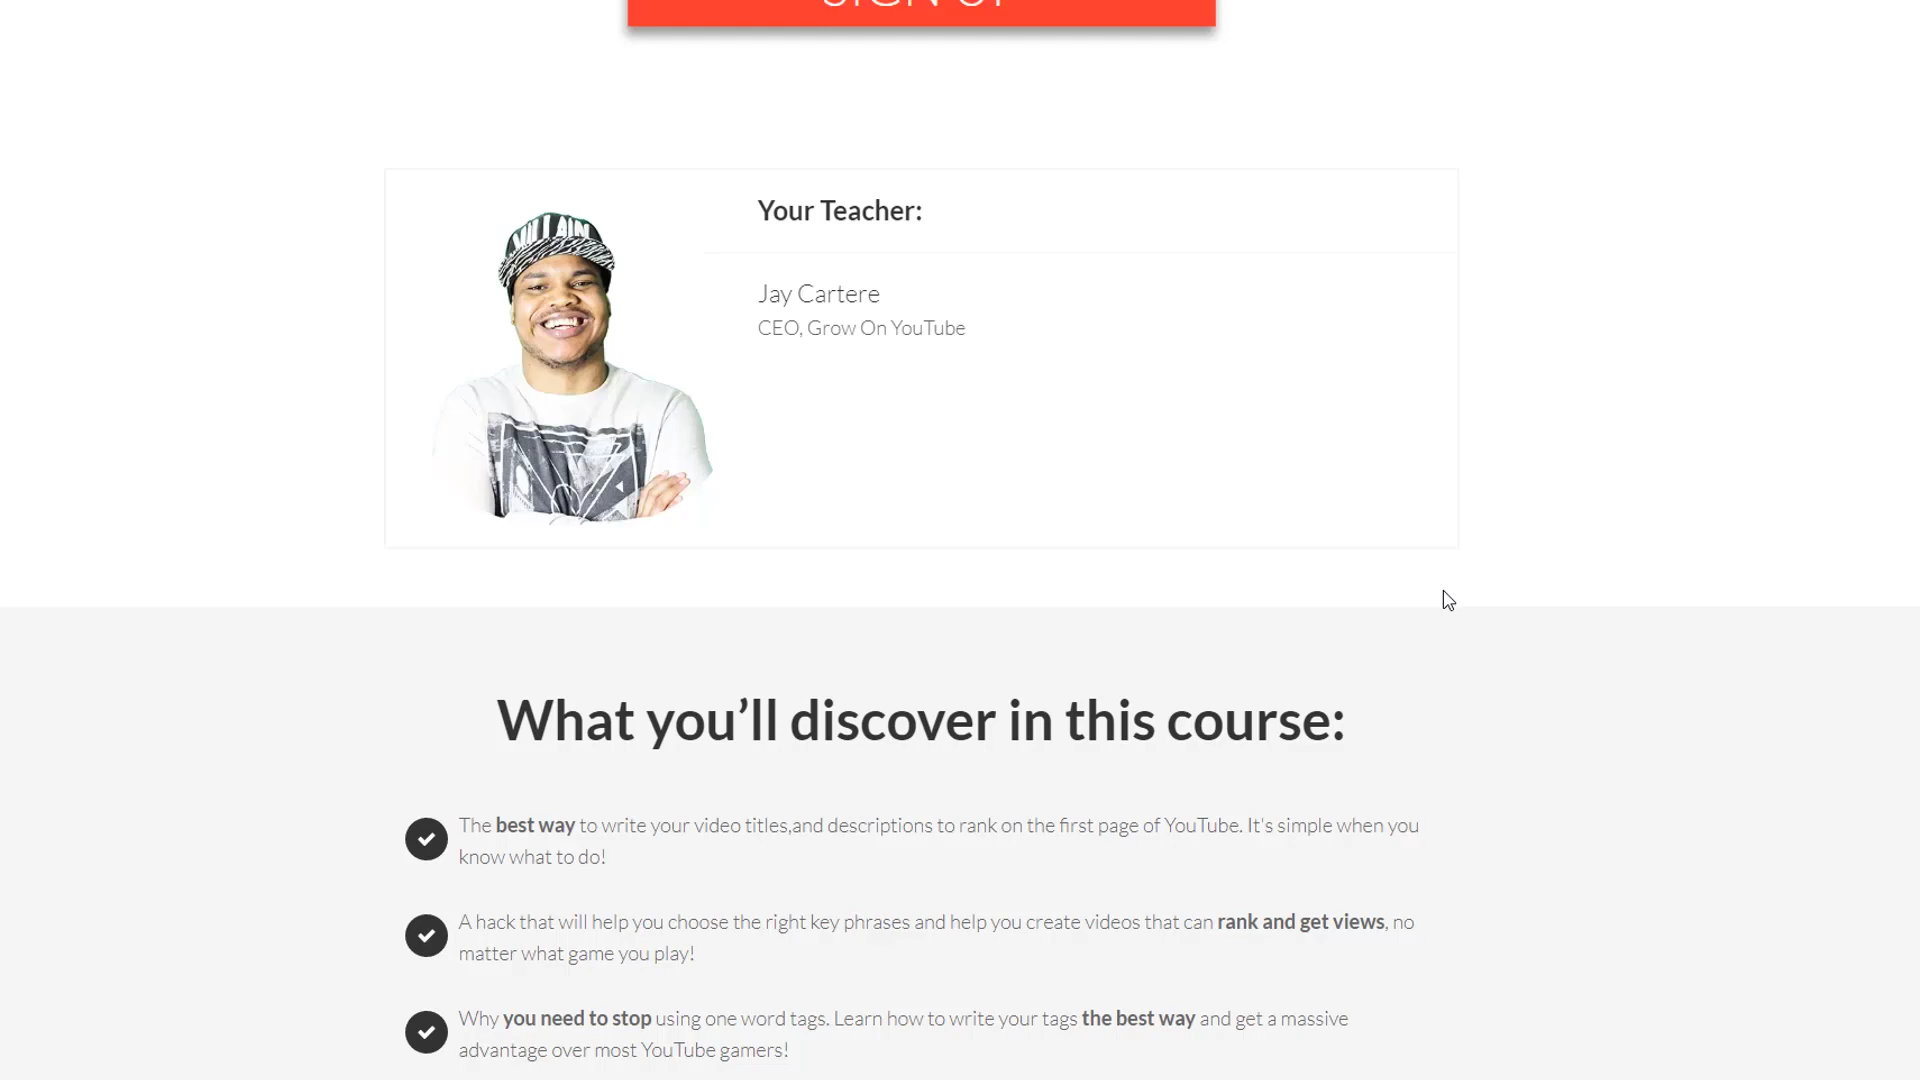 SIGN UP
Your Teacher:
Jay Cartere
CEO, Grow On YouTube
What you’ll discover in this course:
The best way to write your video titles,and descriptions to rank on the first page of YouTube. It's simple when you
know what to do!
A hack that will help you choose the right key phrases and help you create videos that can rank and get views, no
matter what game you play!
Why you need to stop using one word tags. Learn how to write your tags the best way and get a massive
advantage over most YouTube gamers!